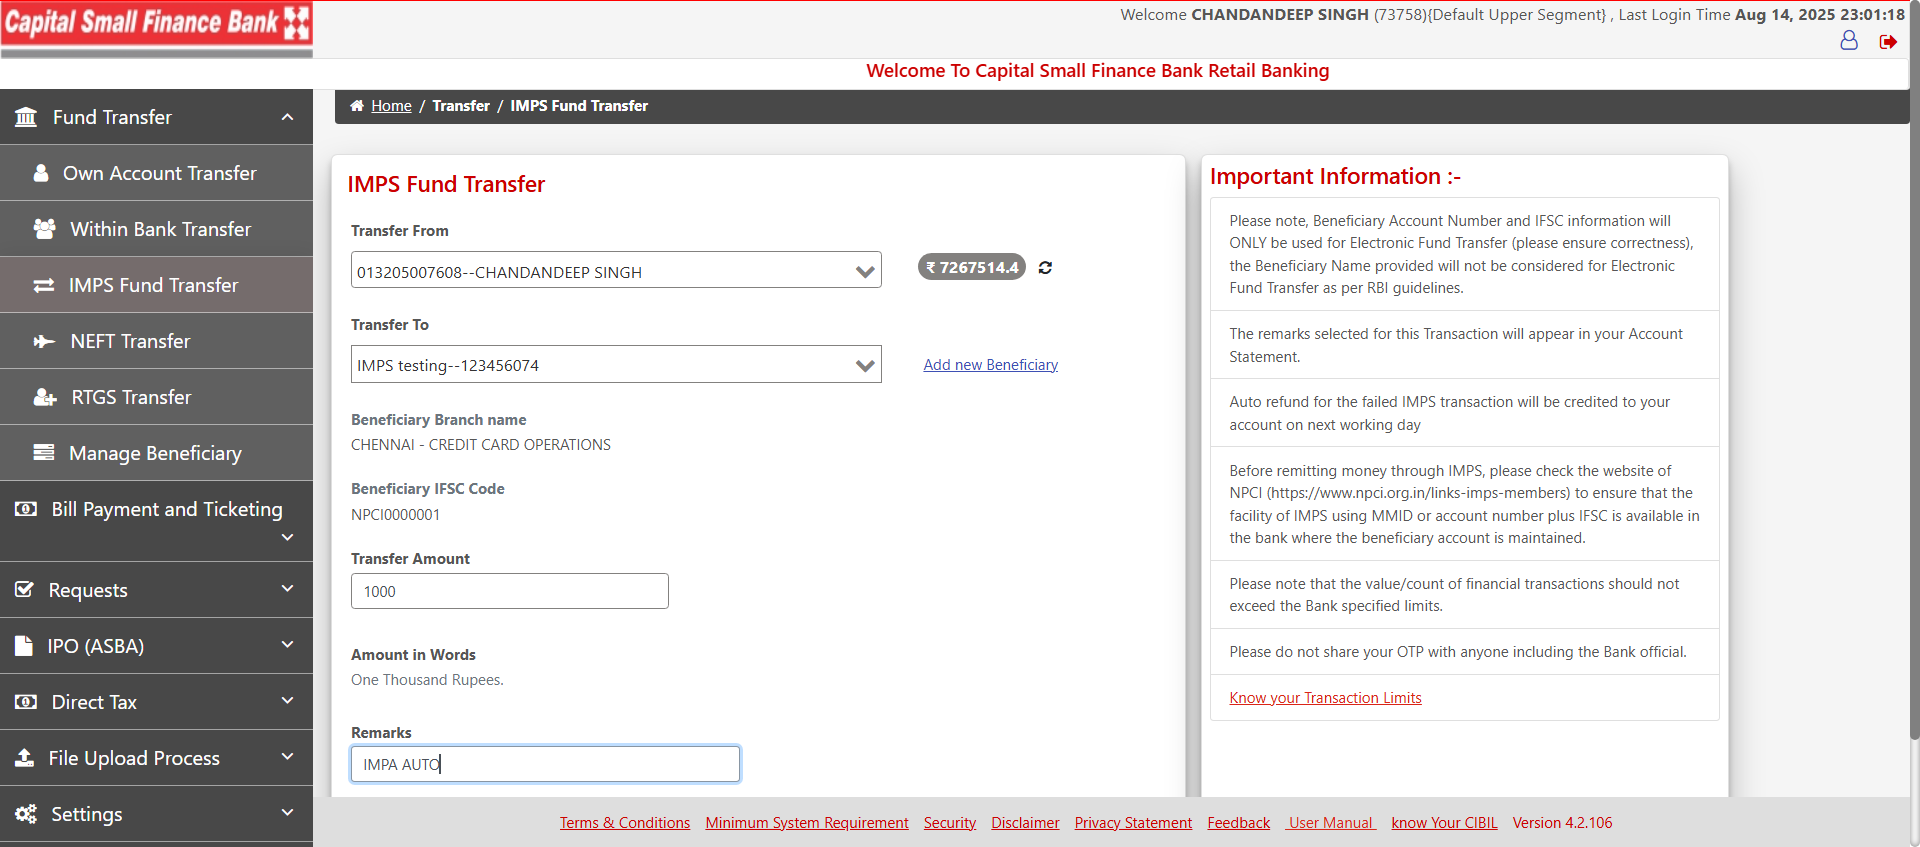 Capital Small Finance Bank
Welcome CHANDANDEEP SINGH (73758){Default Upper Segment} , Last Login Time Aug 14, 2025 23:01:18
Welcome To Capital Small Finance Bank Retail Banking
Fund Transfer
Own Account Transfer
Within Bank Transfer
IMPS Fund Transfer
NEFT Transfer
RTGS Transfer
Manage Beneficiary
Bill Payment and Ticketing
Requests
IPO (ASBA)
Direct Tax
File Upload Process
Settings
Home / Transfer / IMPS Fund Transfer
IMPS Fund Transfer
Transfer From
013205007608--CHANDANDEEP SINGH
₹ 7267514.4
Transfer To
IMPS testing--123456074
Add new Beneficiary
Beneficiary Branch name
CHENNAI - CREDIT CARD OPERATIONS
Beneficiary IFSC Code
NPCI0000001
Transfer Amount
1000
Amount in Words
One Thousand Rupees.
Remarks
IMPA AUTO
Important Information :-
Please note, Beneficiary Account Number and IFSC information will
ONLY be used for Electronic Fund Transfer (please ensure correctness),
the Beneficiary Name provided will not be considered for Electronic
Fund Transfer as per RBI guidelines.
The remarks selected for this Transaction will appear in your Account
Statement.
Auto refund for the failed IMPS transaction will be credited to your
account on next working day
Before remitting money through IMPS, please check the website of
NPCI (https://www.npci.org.in/links-imps-members) to ensure that the
facility of IMPS using MMID or account number plus IFSC is available in
the bank where the beneficiary account is maintained.
Please note that the value/count of financial transactions should not
exceed the Bank specified limits.
Please do not share your OTP with anyone including the Bank official.
Know your Transaction Limits
Terms & Conditions Minimum System Requirement Security Disclaimer Privacy Statement Feedback User Manual know Your CIBIL Version 4.2.106